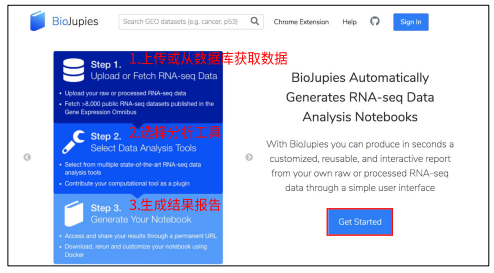 BioJupies
Search GEO datasets (e.g. cancer, p53)
Chrome Extension
Help
Sign In
Step 1.
1.上传或从数据库获取数据
Upload or Fetch RNA-seq Data
• Upload your raw or processed RNA-seq data
• Fetch >8,000 public RNA-seq datasets published in the
Gene Expression Omnibus
Step 2.
2.选择分析工具
Select Data Analysis Tools
• Select from multiple state-of-the-art RNA-seq data
analysis tools
• Contribute your computational tool as a plugin
Step 3.
3.生成结果报告
Generate Your Notebook
• Access and share your results through a permanent URL
• Download, rerun and customize your notebook using
Docker
BioJupies Automatically
Generates RNA-seq Data
Analysis Notebooks
With BioJupies you can produce in seconds a
customized, reusable, and interactive report
from your own raw or processed RNA-seq
data through a simple user interface
Get Started